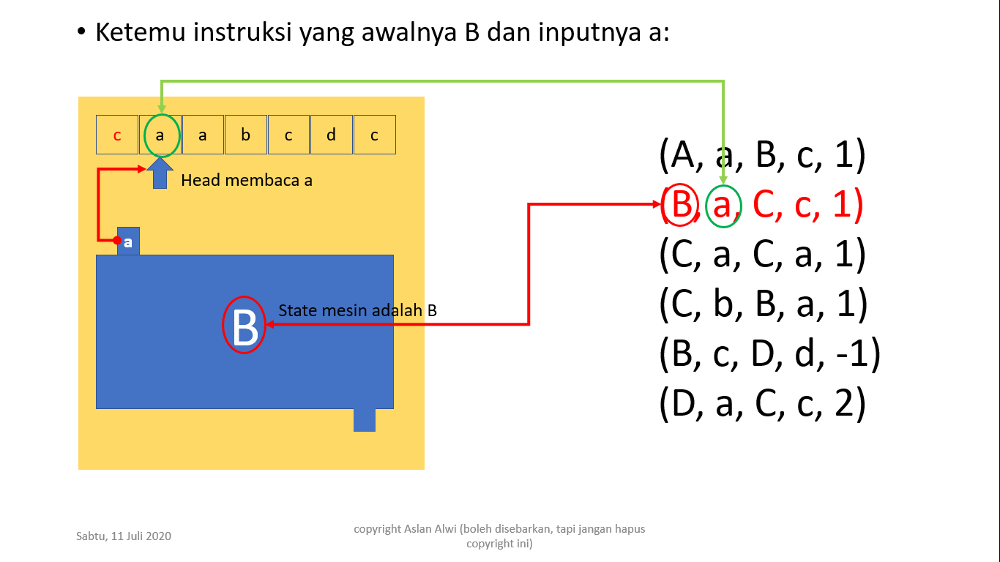 • Ketemu instruksi yang awalnya B dan inputnya a:
c a a b c d c
Head membaca a
a
State mesin adalah B
B
(A, a, B, c, 1)
(B, a, C, c, 1)
(C, a, C, a, 1)
(C, b, B, a, 1)
(B, c, D, d, -1)
(D, a, C, c, 2)
Sabtu, 11 Juli 2020
copyright Aslan Alwi (boleh disebarkan, tapi jangan hapus
copyright ini)